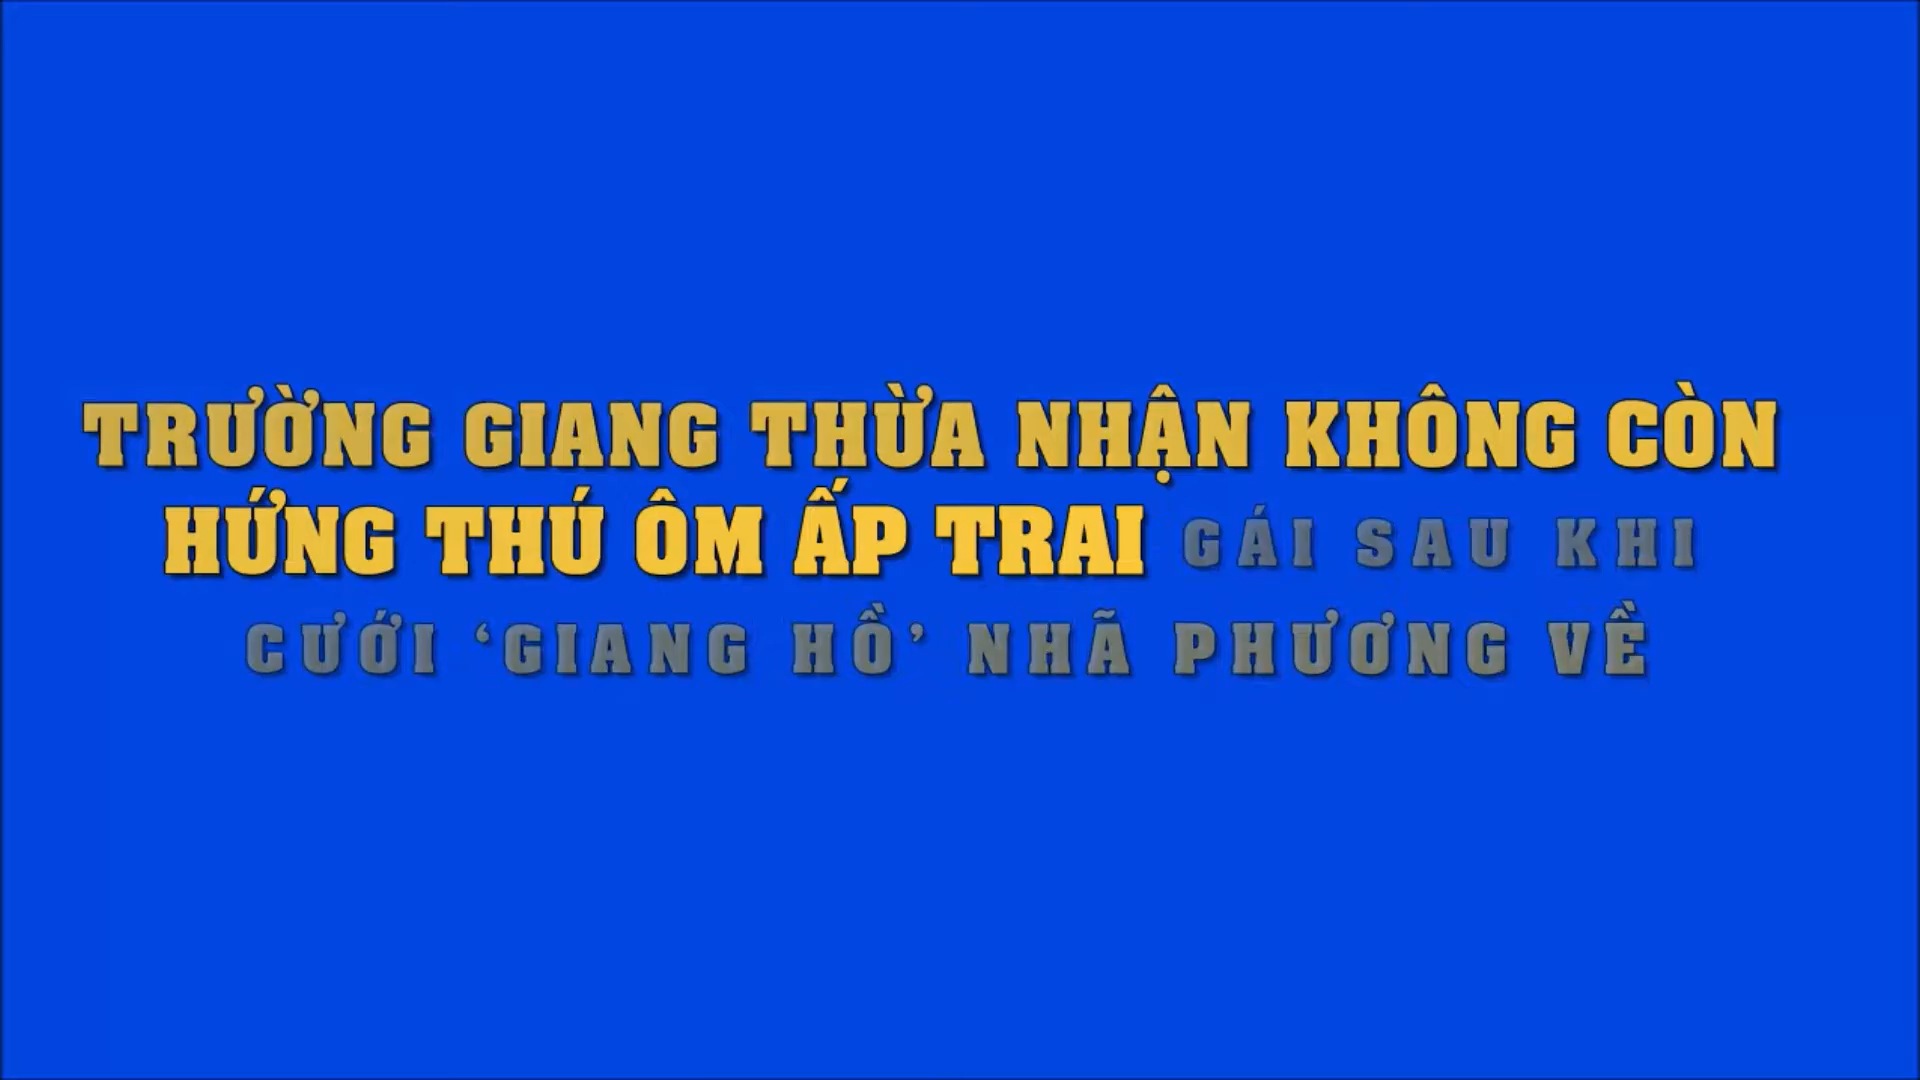 TRƯỜNG GIANG THỪA NHẬN KHÔNG CÒN
HỨNG THÚ ÔM ẤP TRAI GÁI SAU KHI
CƯỚI ‘GIANG HỒ’ NHÃ PHƯƠNG VỀ